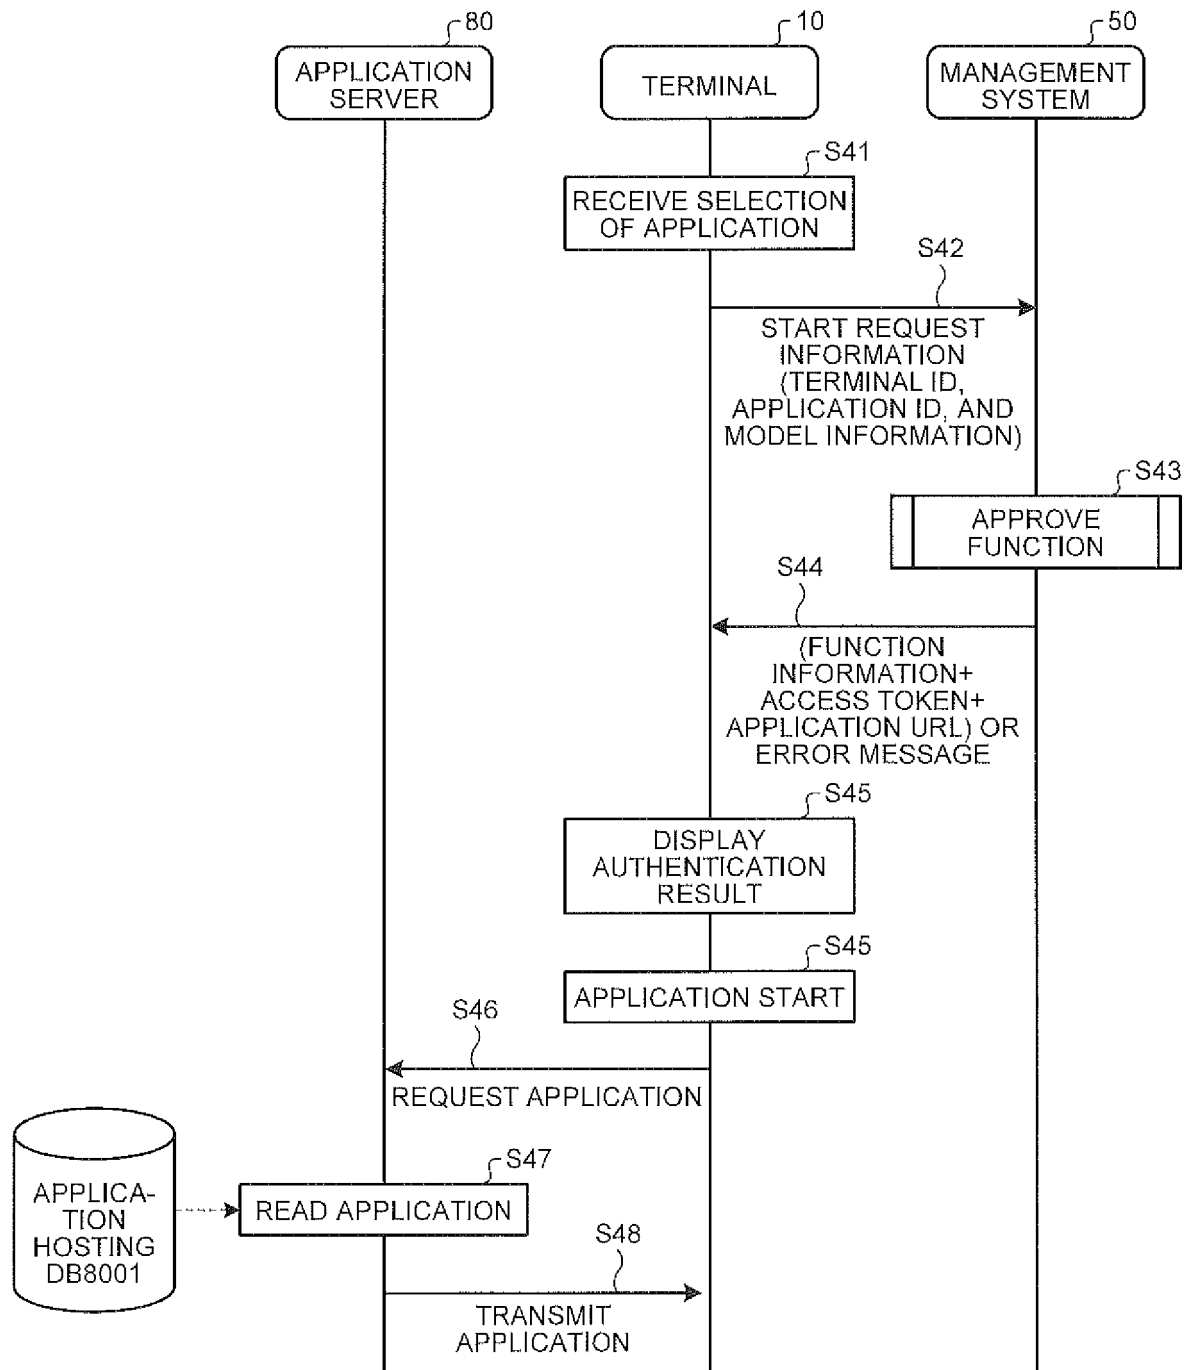 80
10
50
APPLICATION
SERVER
TERMINAL
MANAGEMENT
SYSTEM
S41
RECEIVE SELECTION
OF APPLICATION
S42
START REQUEST
INFORMATION
(TERMINAL ID,
APPLICATION ID, AND
MODEL INFORMATION)
S43
APPROVE
FUNCTION
S44
(FUNCTION
INFORMATION+
ACCESS TOKEN+
APPLICATION URL) OR
ERROR MESSAGE
S45
DISPLAY
AUTHENTICATION
RESULT
S45
APPLICATION START
S46
REQUEST APPLICATION
APPLICA-
TION
HOSTING
DB8001
S47
READ APPLICATION
S48
TRANSMIT
APPLICATION